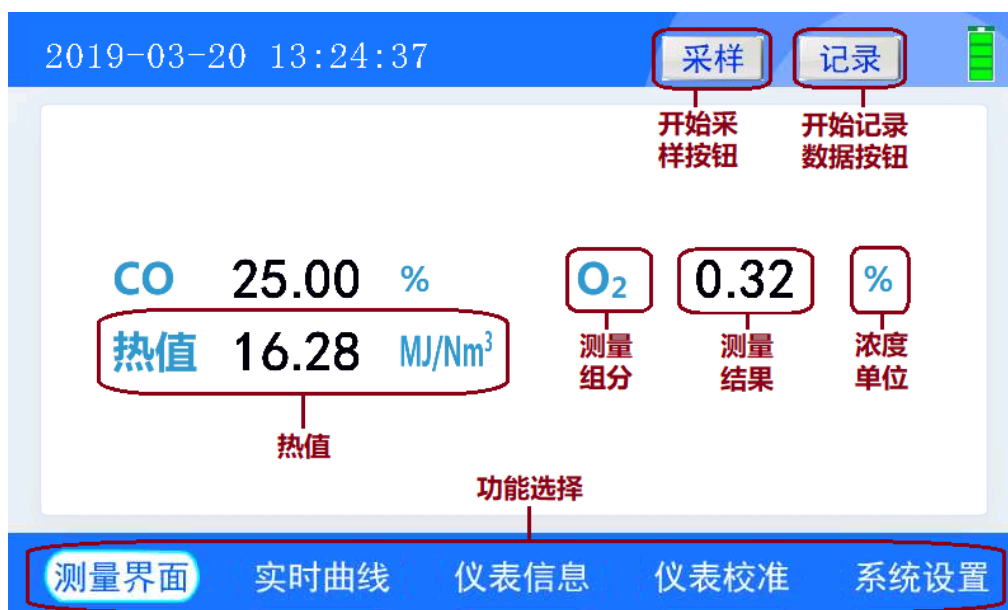 2019-03-20 13:24:37 采样 记录
开始采
样按钮
开始记录
数据按钮
CO 25.00 % O₂ 0.32 %
热值 16.28 MJ/Nm³
测量
组分
测量
结果
浓度
单位
热值
功能选择
测量界面 实时曲线 仪表信息 仪表校准 系统设置